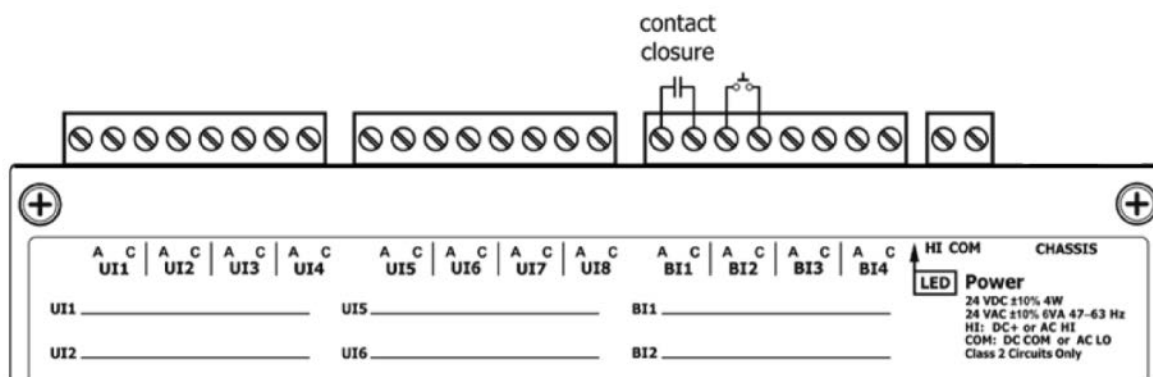 contact
closure
A C A C A C A C A C A C A C A C A C A C A C A C HI COM CHASSIS
UI1 UI2 UI3 UI4 UI5 UI6 UI7 UI8 BI1 BI2 BI3 BI4
LED Power
24 VDC ±10% 4W
24 VAC ±10% 6VA 47–63 Hz
HI: DC+ or AC HI
COM: DC COM or AC LO
Class 2 Circuits Only
UI1 UI5 BI1
UI2 UI6 BI2